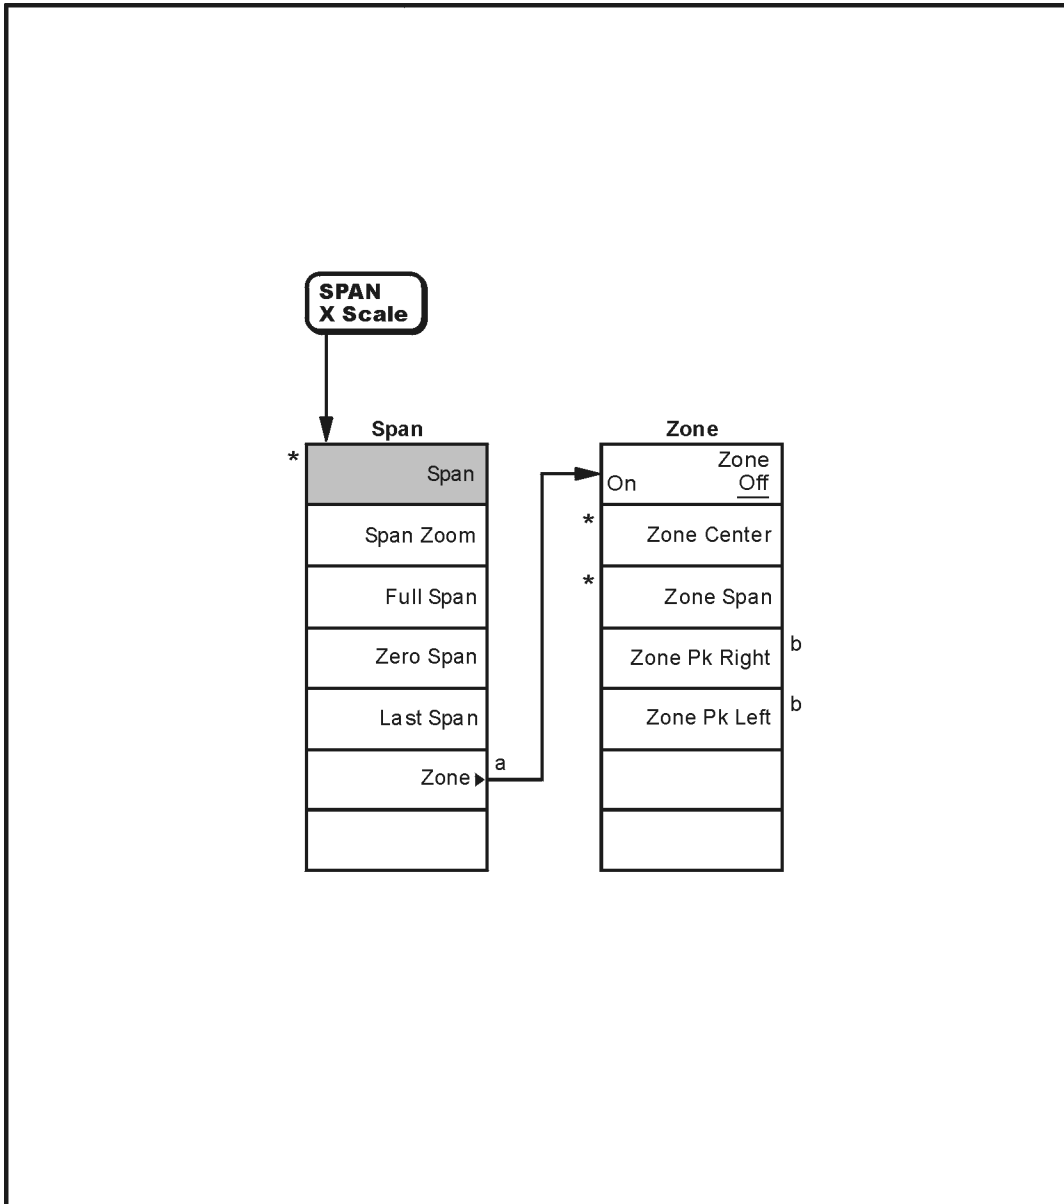 SPAN
X Scale
Span
* Span
Span Zoom
Full Span
Zero Span
Last Span
Zone a
Zone
Zone
On Off
* Zone Center
* Zone Span
Zone Pk Right b
Zone Pk Left b